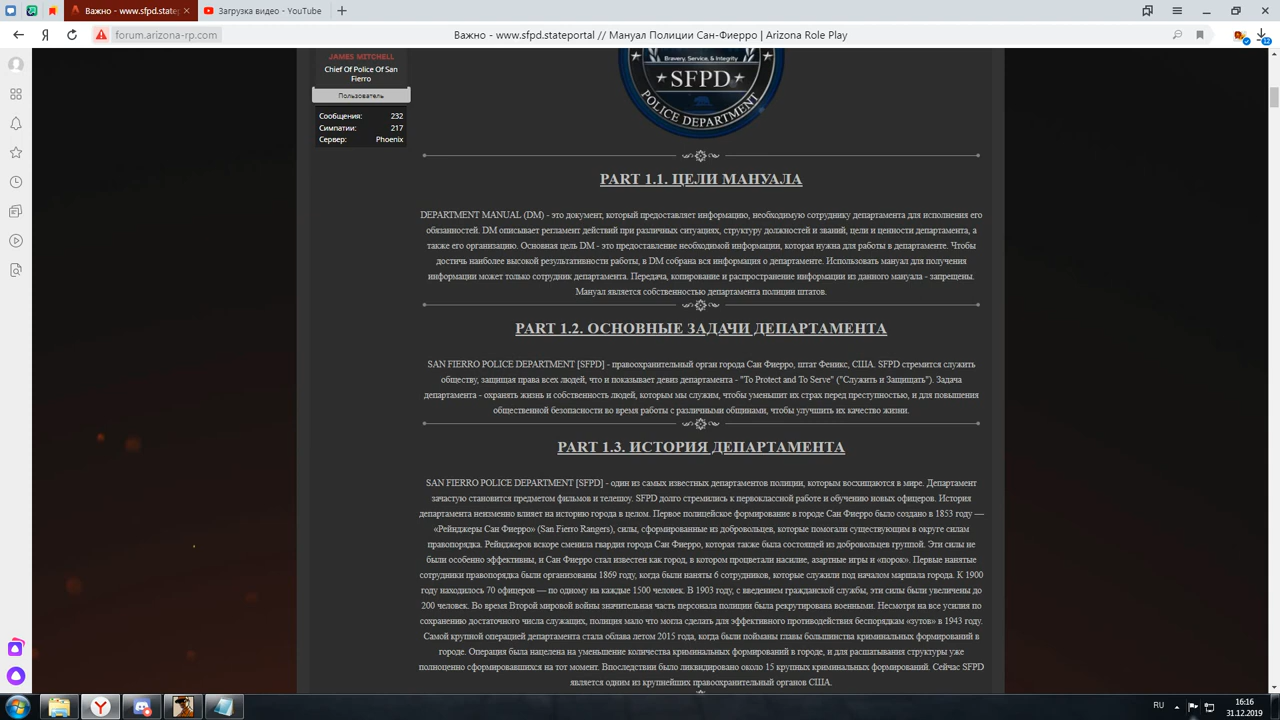 Важно - www.sfpd.statep
Загрузка видео - YouTube
forum.arizona-rp.com
Важно - www.sfpd.stateportal // Мануал Полиции Сан-Фиерро | Arizona Role Play
12
JAMES MITCHELL
Chief Of Police Of San
Fierro
Пользователь
Сообщения: 232
Симпатии: 217
Сервер: Phoenix
Bravery, Service, & Integrity
SFPD
POLICE DEPARTMENT
PART 1.1. ЦЕЛИ МАНУАЛА
DEPARTMENT MANUAL (DM) - это документ, который предоставляет информацию, необходимую сотруднику департамента для исполнения его
обязанностей. DM описывает регламент действий при различных ситуациях, структуру должностей и званий, цели и ценности департамента, а
также его организацию. Основная цель DM - это предоставление необходимой информации, которая нужна для работы в департаменте. Чтобы
достичь наиболее высокой результативности работы, в DM собрана вся информация о департаменте. Использовать мануал для получения
информации может только сотрудник департамента. Передача, копирование и распространение информации из данного мануала - запрещены.
Мануал является собственностью департамента полиции штатов.
PART 1.2. ОСНОВНЫЕ ЗАДАЧИ ДЕПАРТАМЕНТА
SAN FIERRO POLICE DEPARTMENT [SFPD] - правоохранительный орган города Сан Фиерро, штат Феникс, США. SFPD стремится служить
обществу, защищая права всех людей, что и показывает девиз департамента - "To Protect and To Serve" ("Служить и Защищать"). Задача
департамента - охранять жизнь и собственность людей, которым мы служим, чтобы уменьшит их страх перед преступностью, и для повышения
общественной безопасности во время работы с различными общинами, чтобы улучшить их качество жизни.
PART 1.3. ИСТОРИЯ ДЕПАРТАМЕНТА
SAN FIERRO POLICE DEPARTMENT [SFPD] - один из самых известных департаментов полиции, которым восхищаются в мире. Департамент
зачастую становится предметом фильмов и телешоу. SFPD долго стремились к первоклассной работе и обучению новых офицеров. История
департамента неизменно влияет на историю города в целом. Первое полицейское формирование в городе Сан Фиерро было создано в 1853 году —
«Рейнджеры Сан Фиерро» (San Fierro Rangers), силы, сформированные из добровольцев, которые помогали существующим в округе силам
правопорядка. Рейнджеров вскоре сменила гвардия города Сан Фиерро, которая также была состоящей из добровольцев группой. Эти силы не
были особенно эффективны, и Сан Фиерро стал известен как город, в котором процветали насилие, азартные игры и «порок». Первые нанятые
сотрудники правопорядка были организованы 1869 году, когда были наняты 6 сотрудников, которые служили под началом маршала города. К 1900
году находилось 70 офицеров — по одному на каждые 1500 человек. В 1903 году, с введением гражданской службы, эти силы были увеличены до
200 человек. Во время Второй мировой войны значительная часть персонала полиции была рекрутирована военными. Несмотря на все усилия по
сохранению достаточного числа служащих, полиция мало что могла сделать для эффективного противодействия беспорядкам «зутов» в 1943 году.
Самой крупной операцией департамента стала облава летом 2015 года, когда были пойманы главы большинства криминальных формирований в
городе. Операция была нацелена на уменьшение количества криминальных формирований в городе, и для расшатывания структуры уже
полноценно сформировавшихся на тот момент. Впоследствии было ликвидировано около 15 крупных криминальных формирований. Сейчас SFPD
является одним из крупнейших правоохранительный органов США.
RU
16:16
31.12.2019